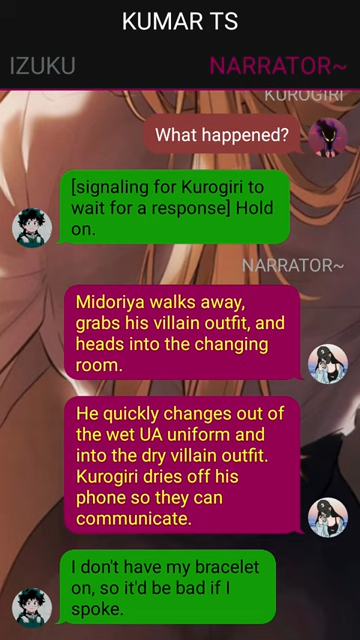 KUMAR TS
IZUKU
NARRATOR~
KUROGIRI
What happened?
[signaling for Kurogiri to
wait for a response] Hold
on.
NARRATOR~
Midoriya walks away,
grabs his villain outfit, and
heads into the changing
room.
He quickly changes out of
the wet UA uniform and
into the dry villain outfit.
Kurogiri dries off his
phone so they can
communicate.
I don't have my bracelet
on, so it'd be bad if I
spoke.